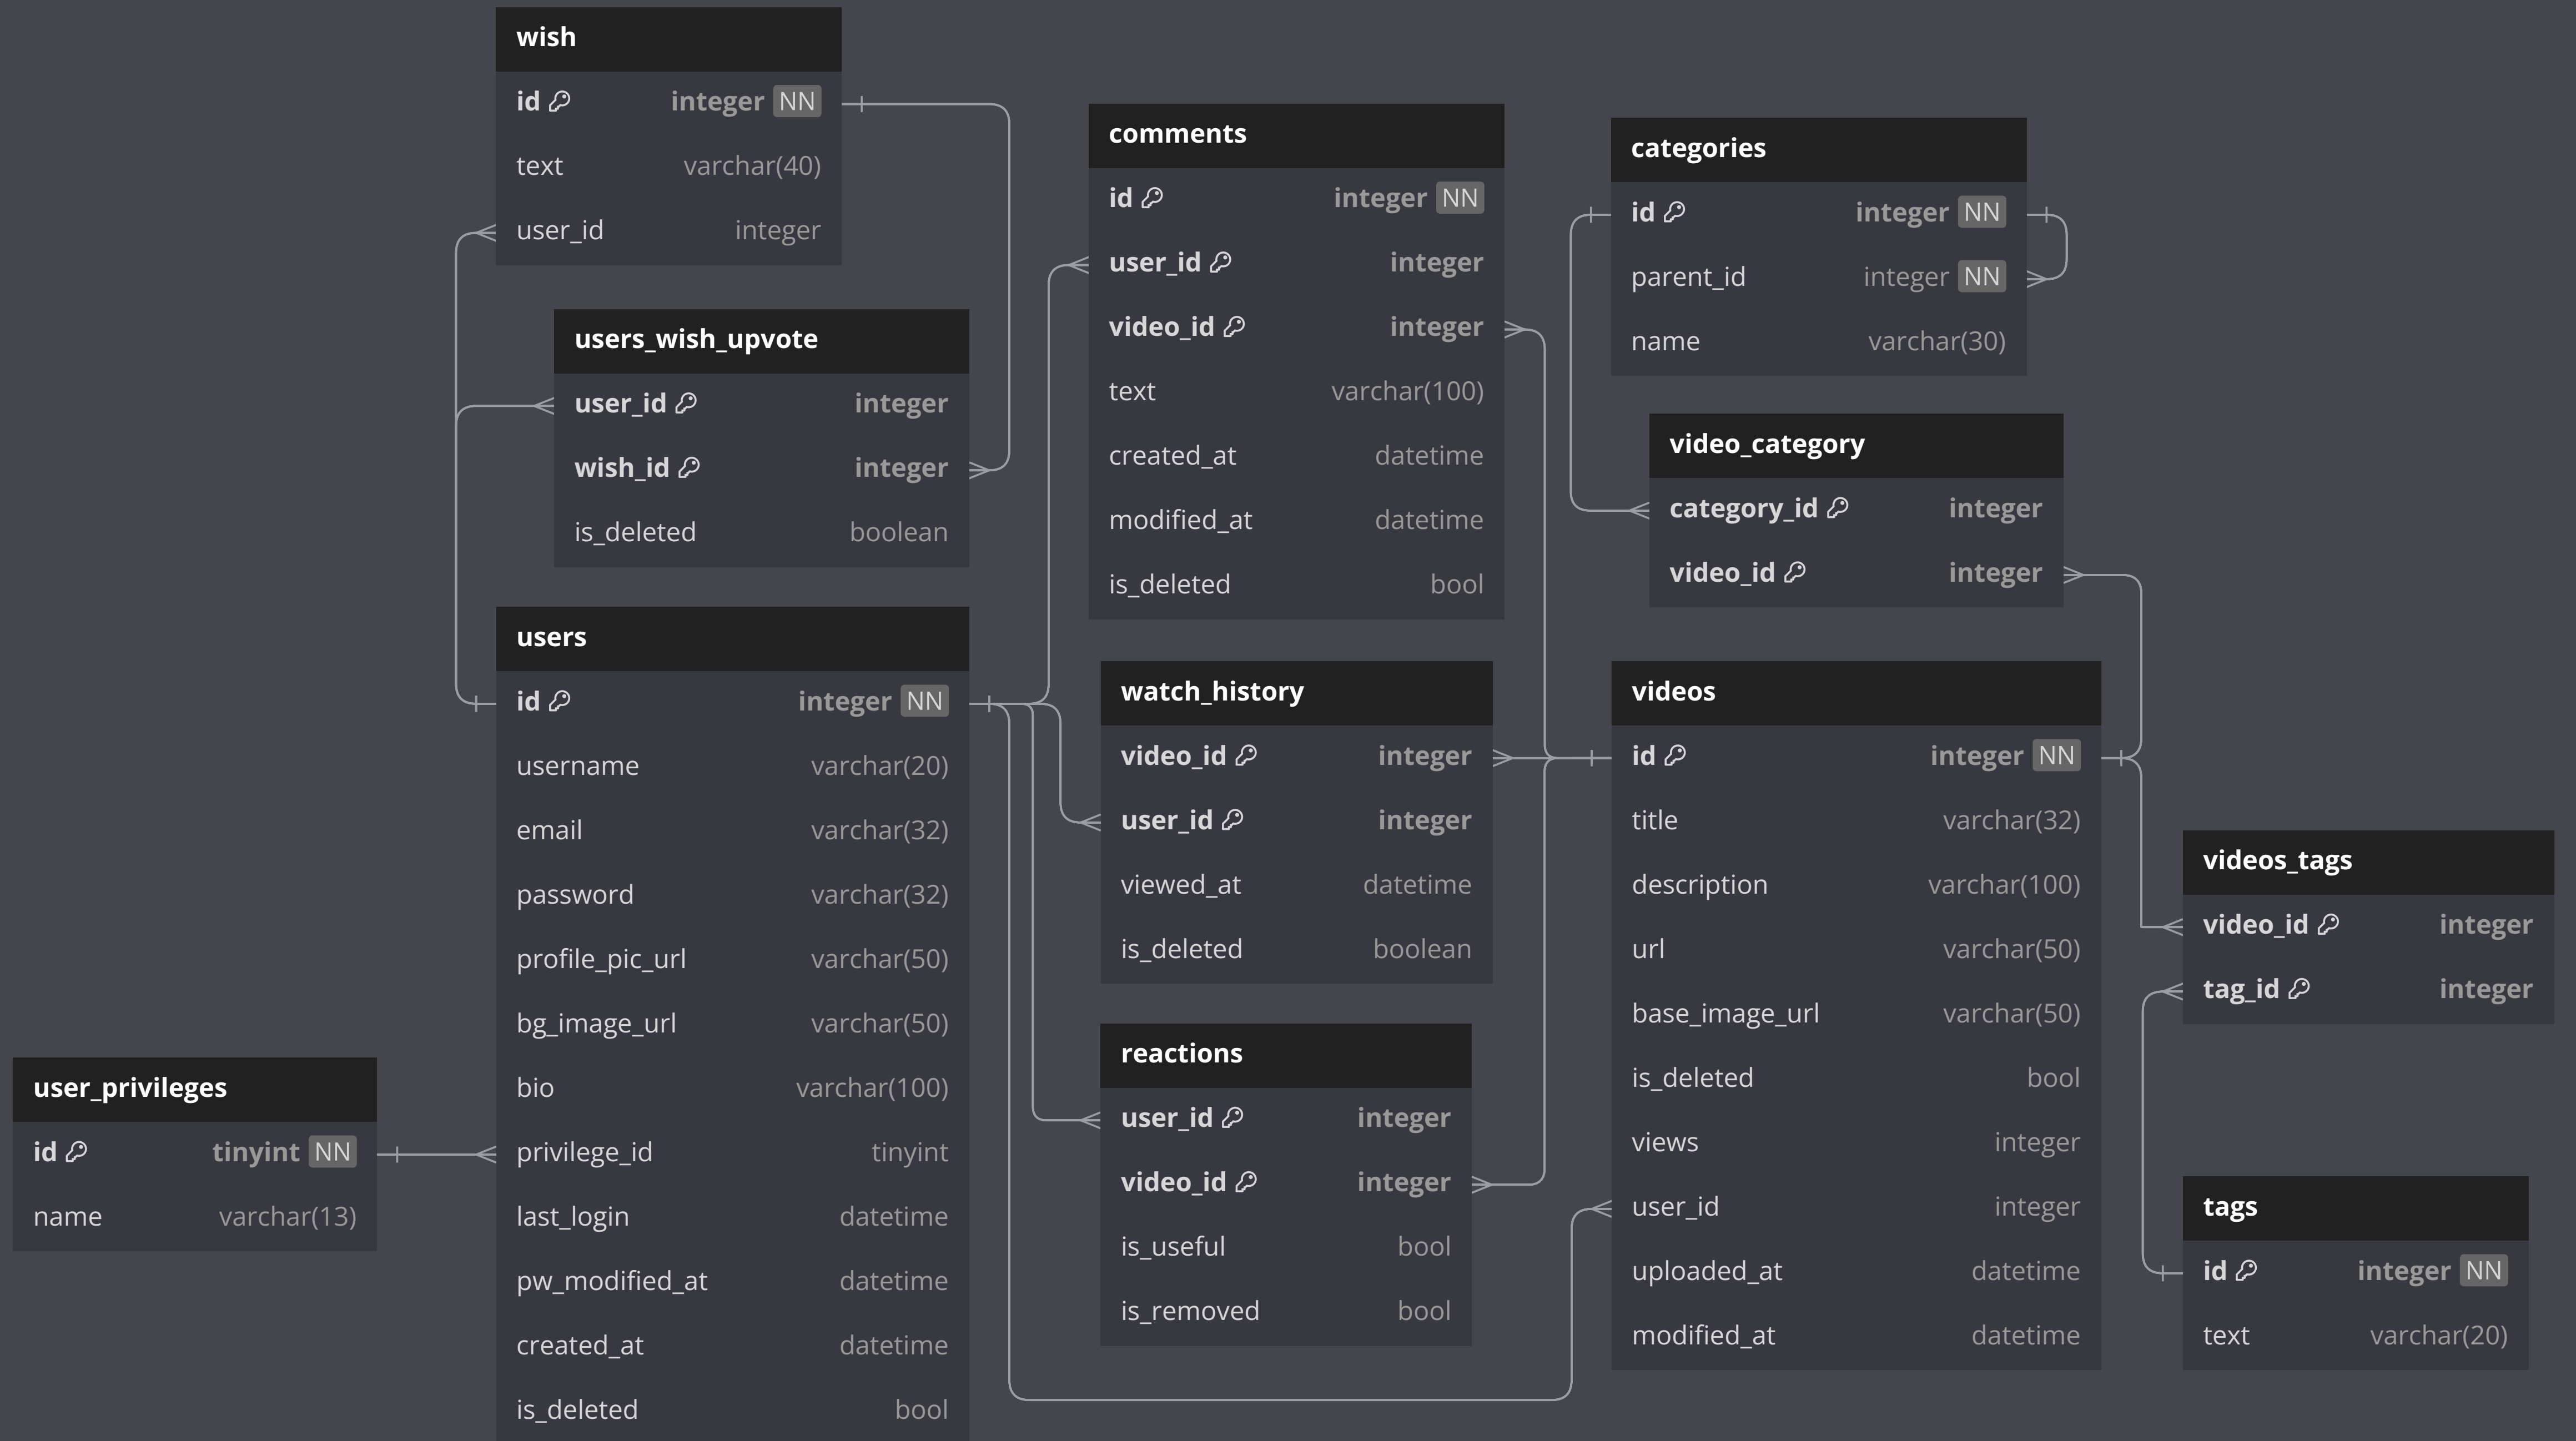 wish
id integer NN
text varchar(40)
user_id integer
users_wish_upvote
user_id integer
wish_id integer
is_deleted boolean
users
id integer NN
username varchar(20)
email varchar(32)
password varchar(32)
profile_pic_url varchar(50)
bg_image_url varchar(50)
bio varchar(100)
privilege_id tinyint
last_login datetime
pw_modified_at datetime
created_at datetime
is_deleted bool
user_privileges
id tinyint NN
name varchar(13)
comments
id integer NN
user_id integer
video_id integer
text varchar(100)
created_at datetime
modified_at datetime
is_deleted bool
watch_history
video_id integer
user_id integer
viewed_at datetime
is_deleted boolean
reactions
user_id integer
video_id integer
is_useful bool
is_removed bool
categories
id integer NN
parent_id integer NN
name varchar(30)
video_category
category_id integer
video_id integer
videos
id integer NN
title varchar(32)
description varchar(100)
url varchar(50)
base_image_url varchar(50)
is_deleted bool
views integer
user_id integer
uploaded_at datetime
modified_at datetime
videos_tags
video_id integer
tag_id integer
tags
id integer NN
text varchar(20)